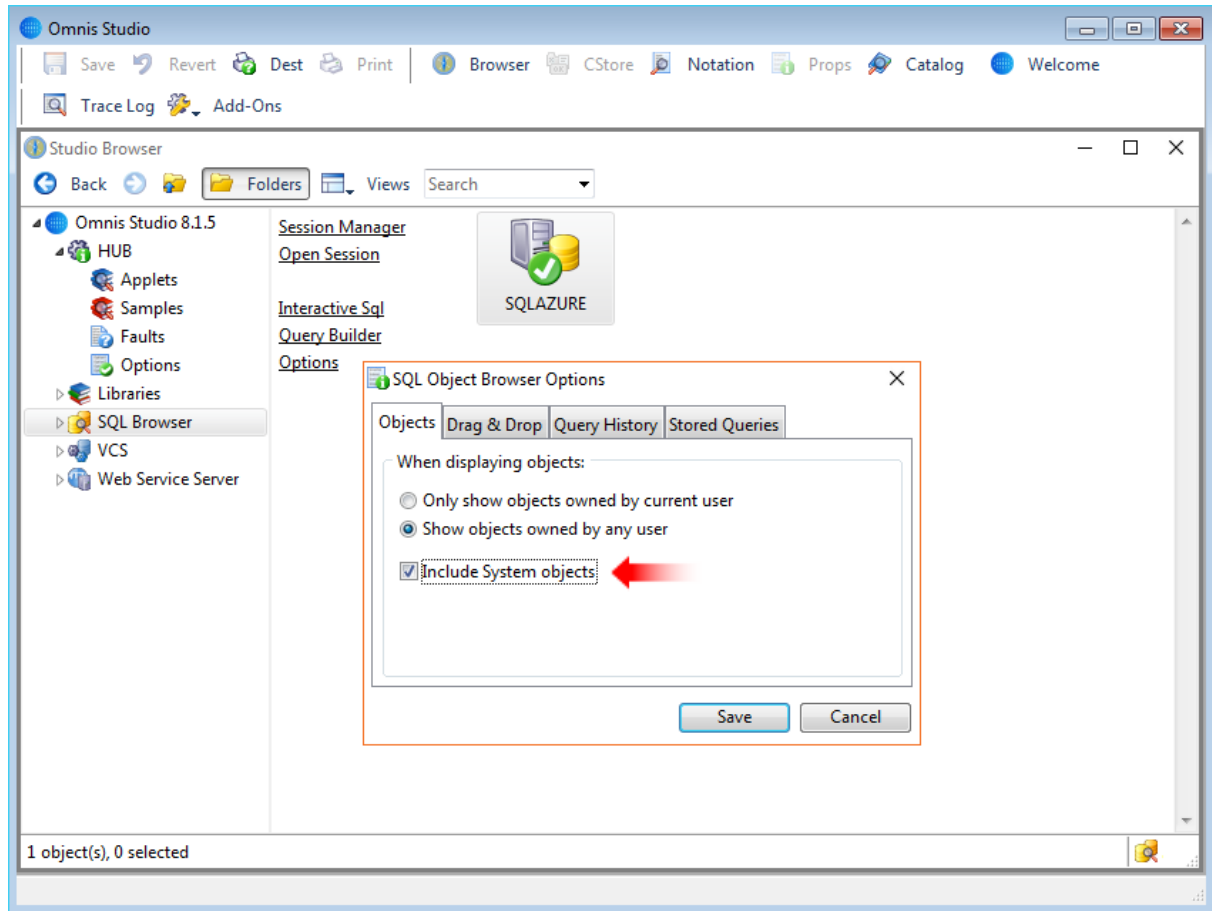 Omnis Studio
Save Revert Dest Print Browser CStore Notation Props Catalog Welcome
Trace Log Add-Ons
Studio Browser
Back Folders Views Search
Omnis Studio 8.1.5
HUB
Applets
Samples
Faults
Options
Libraries
SQL Browser
VCS
Web Service Server
Session Manager
Open Session
Interactive Sql
Query Builder
Options
SQLAZURE
SQL Object Browser Options
Objects Drag & Drop Query History Stored Queries
When displaying objects:
Only show objects owned by current user
Show objects owned by any user
Include System objects
Save Cancel
1 object(s), 0 selected